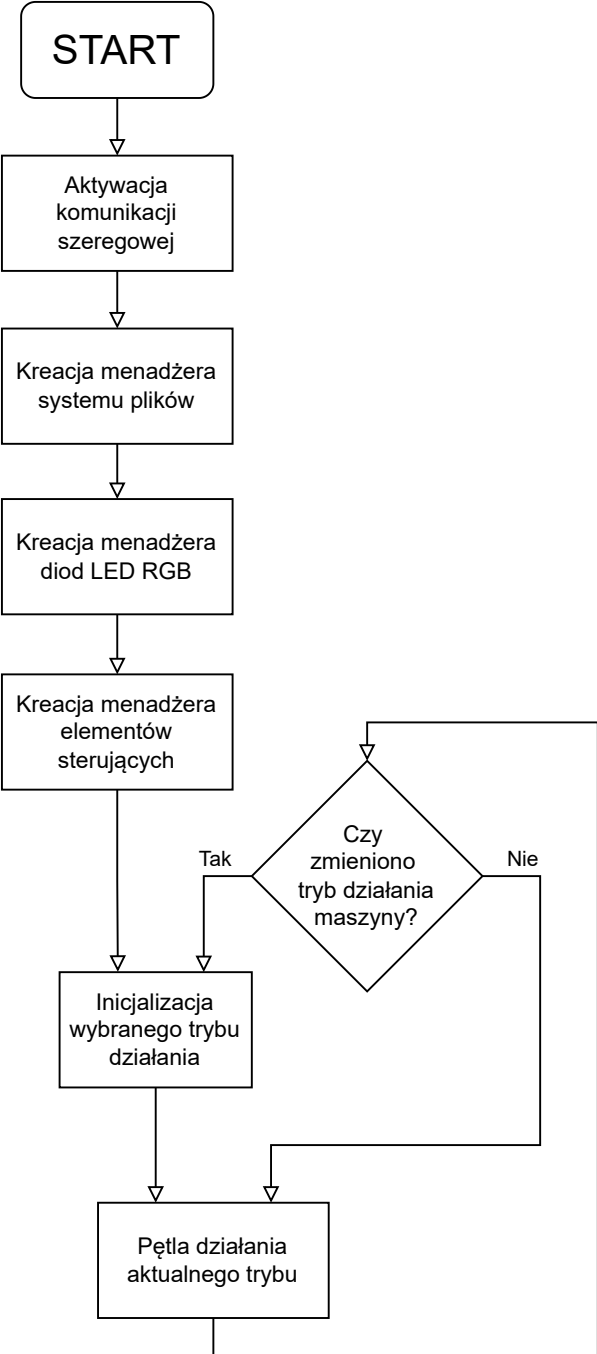 START
Aktywacja
komunikacji
szeregowej
Kreacja menadżera
systemu plików
Kreacja menadżera
diod LED RGB
Kreacja menadżera
elementów
sterujących
Czy
zmieniono
tryb działania
maszyny?
Tak
Nie
Inicjalizacja
wybranego trybu
działania
Pętla działania
aktualnego trybu